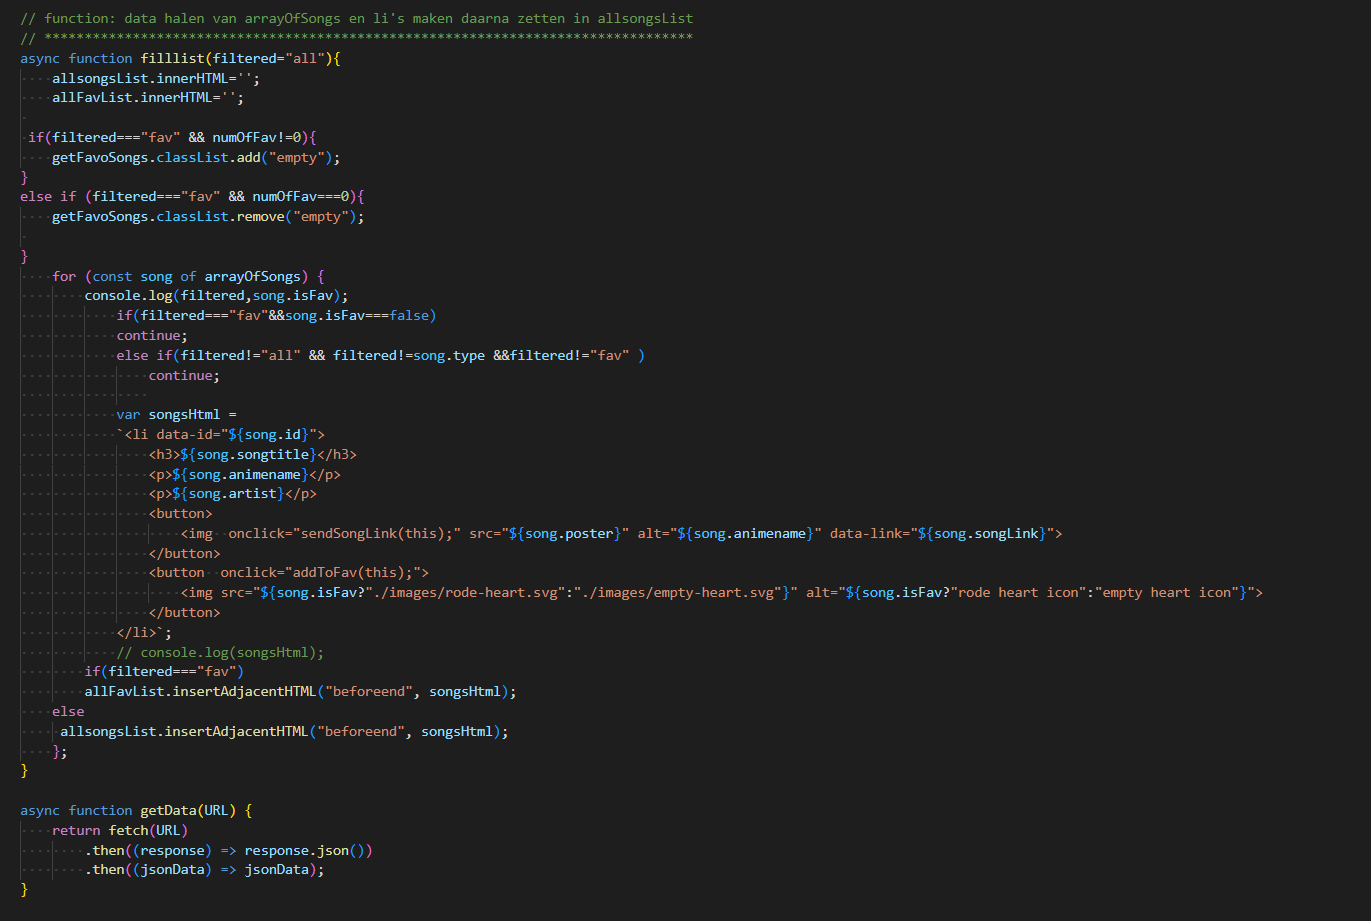 // function: data halen van arrayOfSongs en li's maken daarna zetten in allsongsList
// *********************************************************************************
async function filllist(filtered="all"){
    allsongsList.innerHTML='';
    allFavList.innerHTML='';
 if(filtered==="fav" && numOfFav!=0){
    getFavoSongs.classList.add("empty");
}
else if (filtered==="fav" && numOfFav===0){
    getFavoSongs.classList.remove("empty");
}
    for (const song of arrayOfSongs) {
        console.log(filtered,song.isFav);
            if(filtered==="fav"&&song.isFav===false)
            continue;
            else if(filtered!="all" && filtered!=song.type &&filtered!="fav" )
                continue;
            var songsHtml =
            `<li data-id="${song.id}">
                <h3>${song.songtitle}</h3>
                <p>${song.animename}</p>
                <p>${song.artist}</p>
                <button>
                    <img  onclick="sendSongLink(this);" src="${song.poster}" alt="${song.animename}" data-link="${song.songLink}">
                </button>
                <button  onclick="addToFav(this);">
                    <img src="${song.isFav?"./images/rode-heart.svg":"./images/empty-heart.svg"}" alt="${song.isFav?"rode heart icon":"empty heart icon"}">
                </button>
            </li>`;
            // console.log(songsHtml);
        if(filtered==="fav")
        allFavList.insertAdjacentHTML("beforeend", songsHtml);
    else
     allsongsList.insertAdjacentHTML("beforeend", songsHtml);
    };
}
async function getData(URL) {
    return fetch(URL)
        .then((response) => response.json())
        .then((jsonData) => jsonData);
}